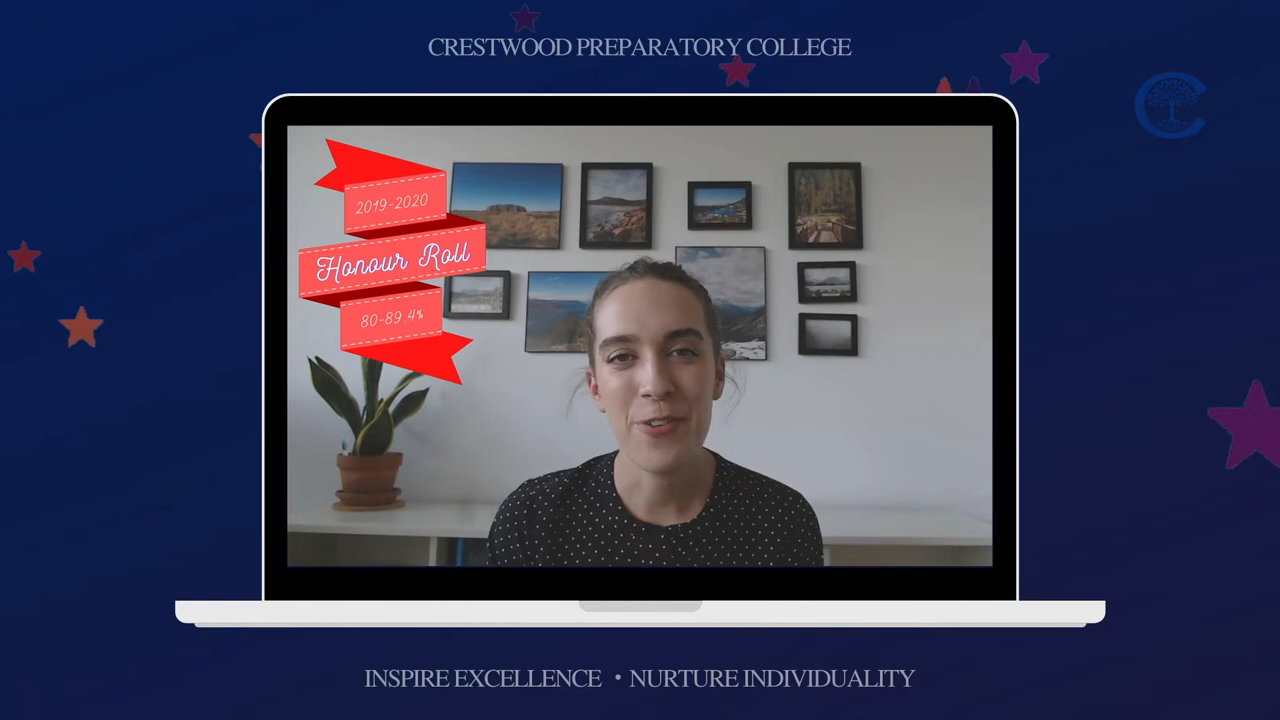 CRESTWOOD PREPARATORY COLLEGE
2019-2020
Honour Roll
80-89.4%
INSPIRE EXCELLENCE • NURTURE INDIVIDUALITY